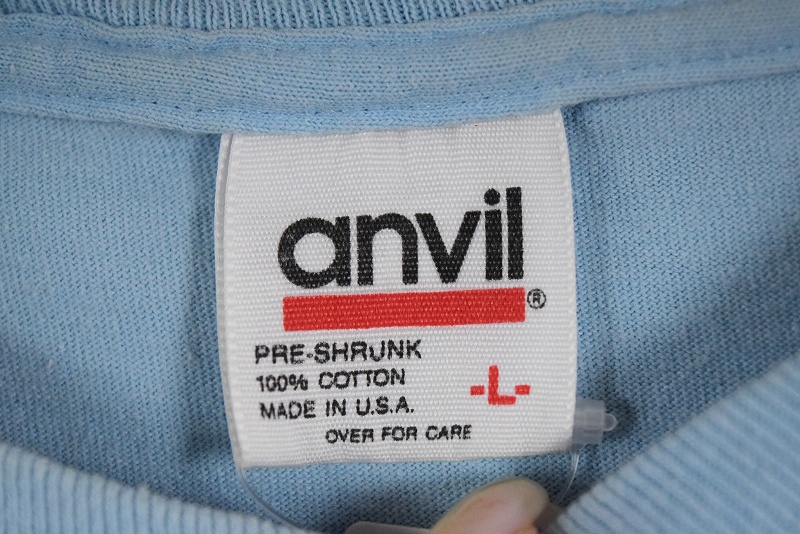 anvil®
PRE-SHRUNK
100% COTTON
MADE IN U.S.A.
-L-
OVER FOR CARE